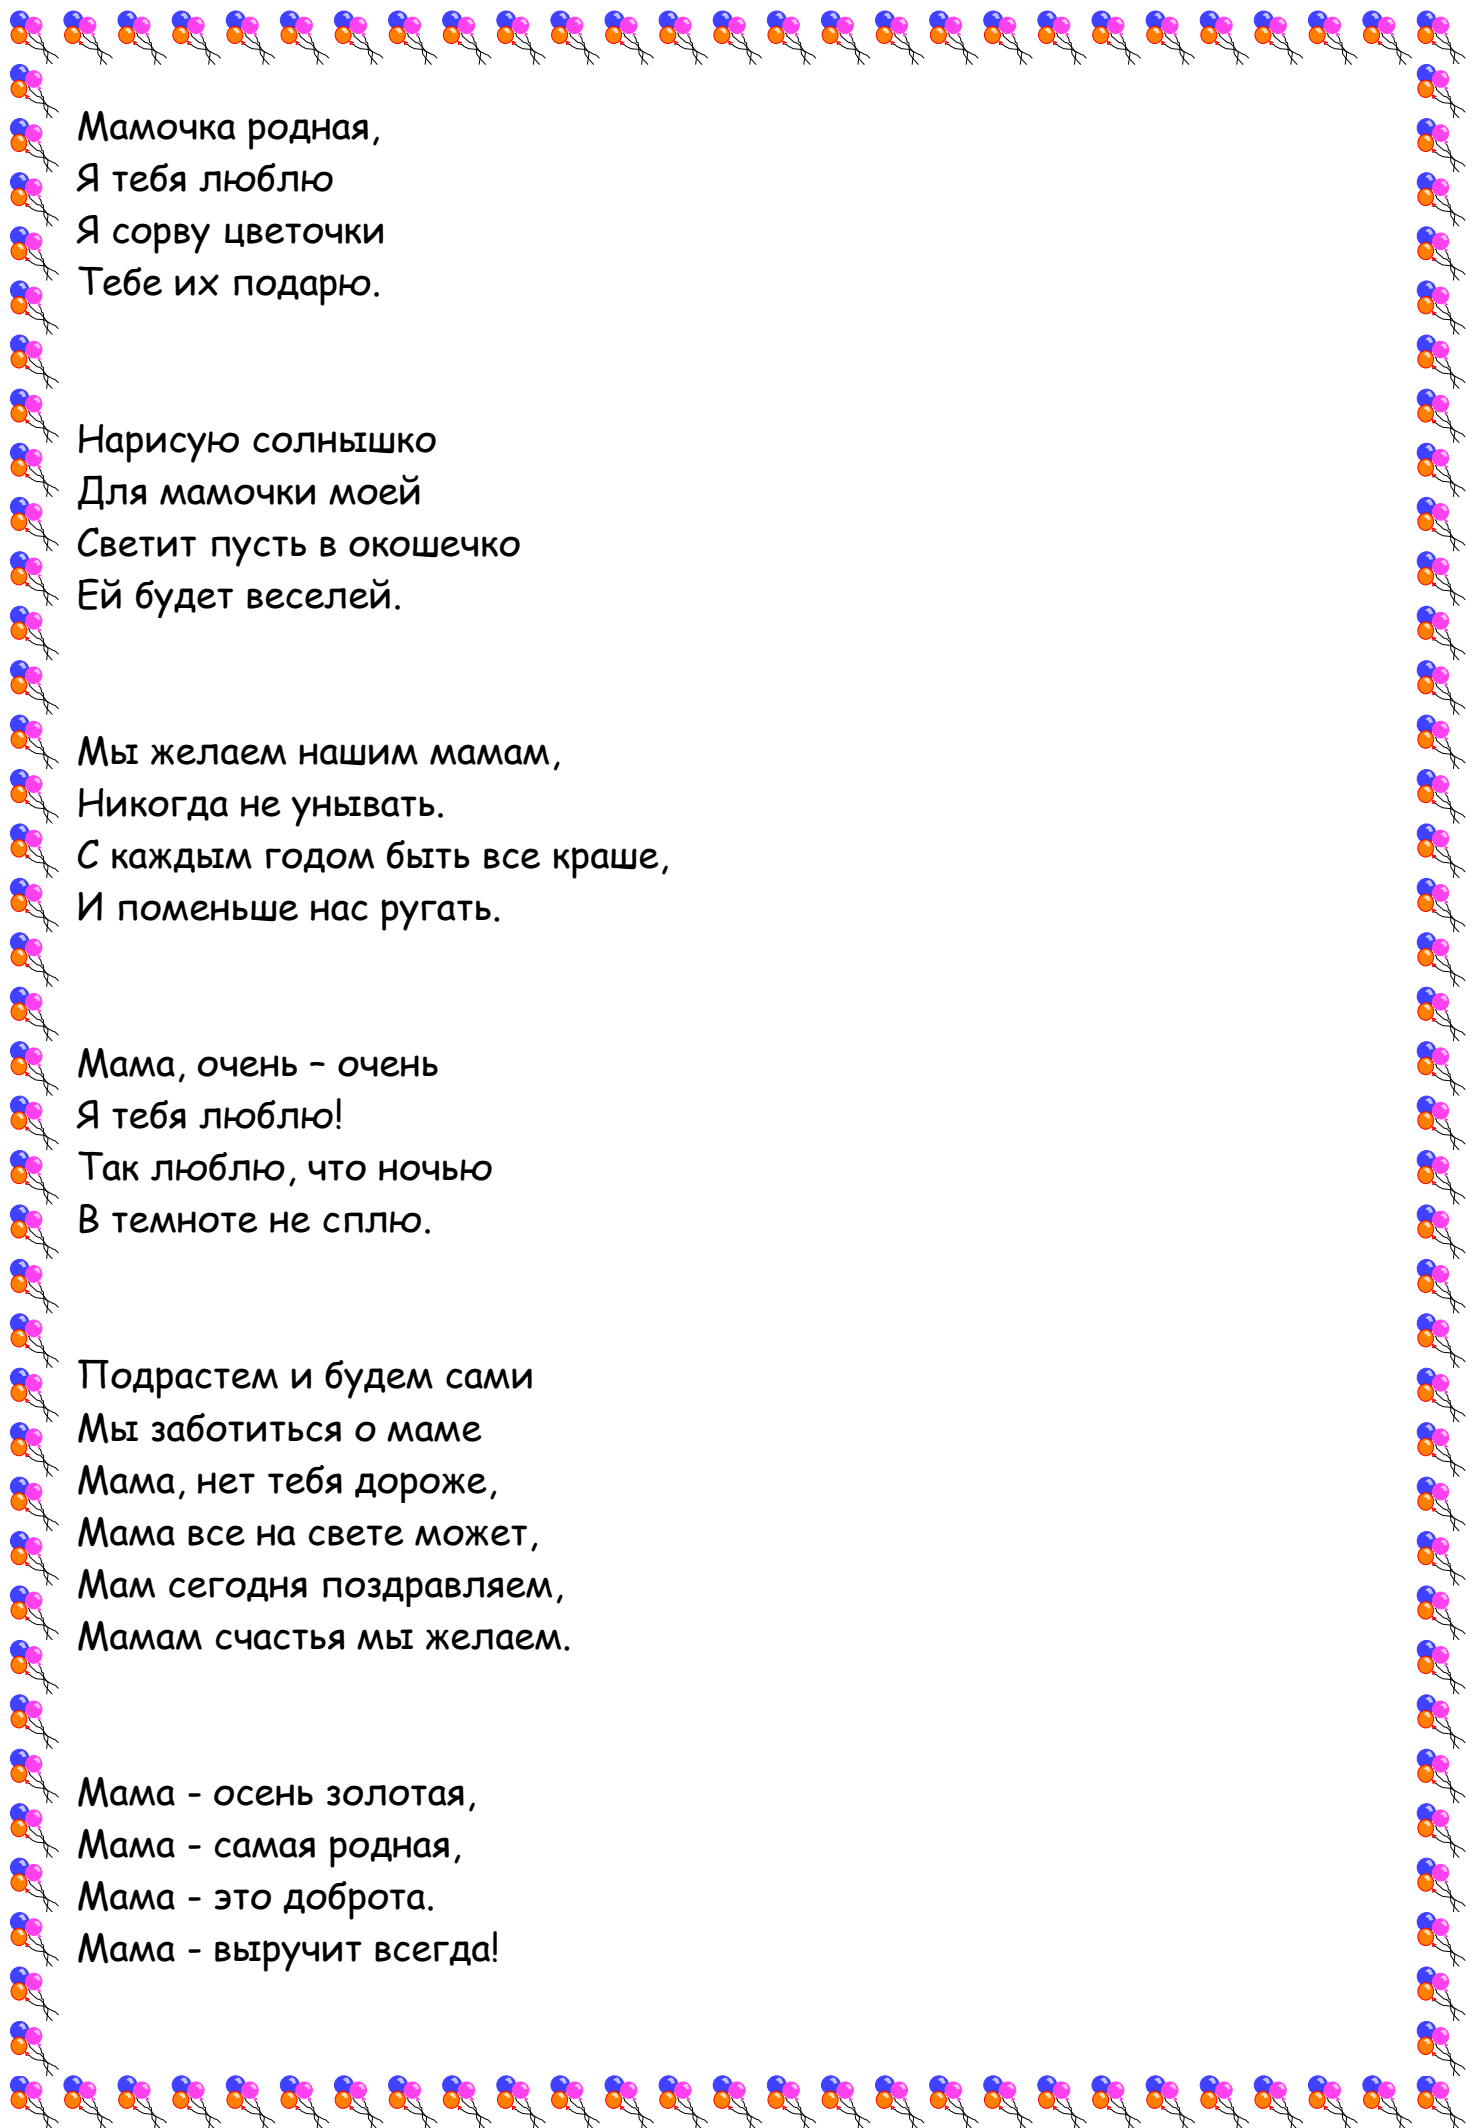 Мамочка родная,
Я тебя люблю
Я сорву цветочки
Тебе их подарю.
Нарисую солнышко
Для мамочки моей
Светит пусть в окошечко
Ей будет веселей.
Мы желаем нашим мамам,
Никогда не унывать.
С каждым годом быть все краше,
И поменьше нас ругать.
Мама, очень – очень
Я тебя люблю!
Так люблю, что ночью
В темноте не сплю.
Подрастем и будем сами
Мы заботиться о маме
Мама, нет тебя дороже,
Мама все на свете может,
Мам сегодня поздравляем,
Мамам счастья мы желаем.
Мама - осень золотая,
Мама - самая родная,
Мама - это доброта.
Мама - выручит всегда!